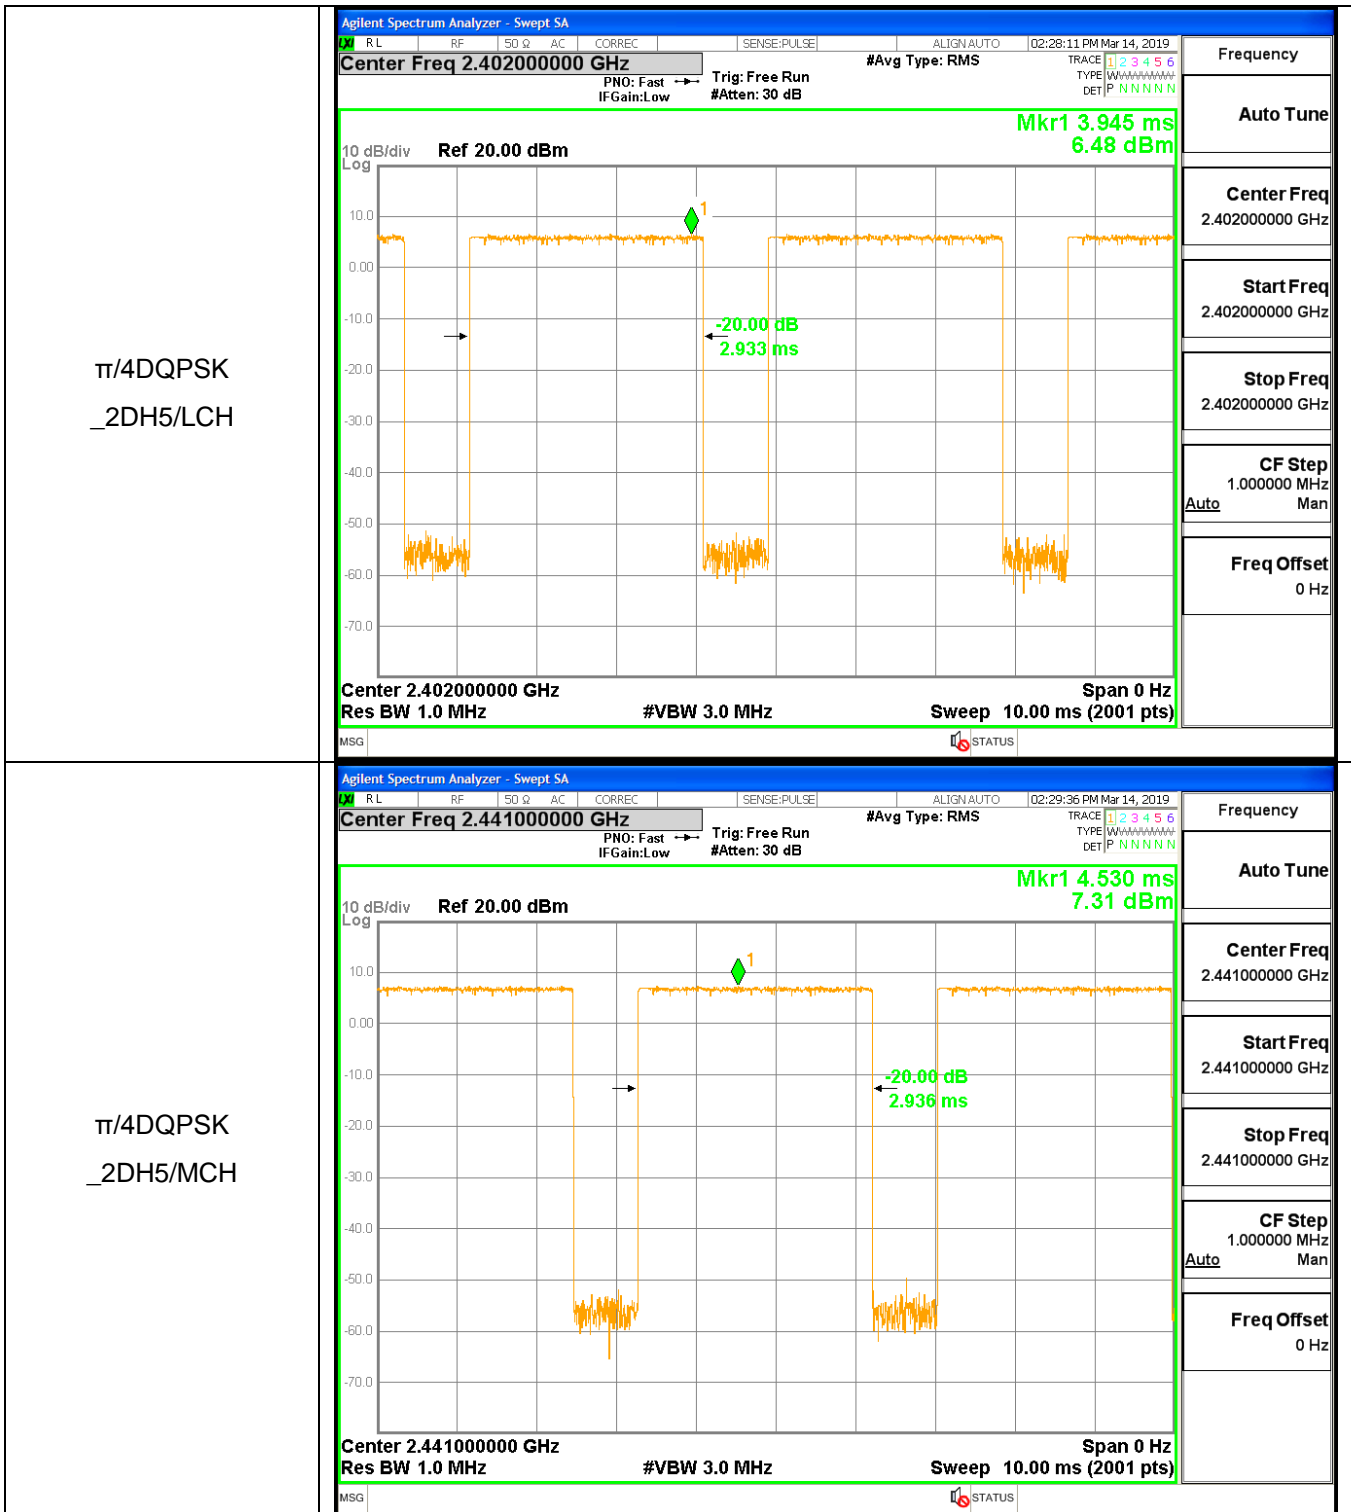 π/4DQPSK
_2DH5/LCH
Agilent Spectrum Analyzer - Swept SA
LXI RL RF 50 Ω AC CORREC SENSE:PULSE ALIGN AUTO 02:28:11 PM Mar 14, 2019
Center Freq 2.402000000 GHz
#Avg Type: RMS
TRACE 1 2 3 4 5 6
TYPE
DET P N N N N N
PNO: Fast
IFGain:Low
Trig: Free Run
#Atten: 30 dB
Mkr1 3.945 ms
6.48 dBm
10 dB/div Ref 20.00 dBm
Log
1
10.0
0.00
-10.0
-20.00 dB
2.933 ms
-20.0
-30.0
-40.0
-50.0
-60.0
-70.0
Center 2.402000000 GHz Span 0 Hz
Res BW 1.0 MHz #VBW 3.0 MHz Sweep 10.00 ms (2001 pts)
MSG STATUS
Frequency
Auto Tune
Center Freq
2.402000000 GHz
Start Freq
2.402000000 GHz
Stop Freq
2.402000000 GHz
CF Step
1.000000 MHz
Auto Man
Freq Offset
0 Hz
π/4DQPSK
_2DH5/MCH
Agilent Spectrum Analyzer - Swept SA
LXI RL RF 50 Ω AC CORREC SENSE:PULSE ALIGN AUTO 02:29:36 PM Mar 14, 2019
Center Freq 2.441000000 GHz
#Avg Type: RMS
TRACE 1 2 3 4 5 6
TYPE
DET P N N N N N
PNO: Fast
IFGain:Low
Trig: Free Run
#Atten: 30 dB
Mkr1 4.530 ms
7.31 dBm
10 dB/div Ref 20.00 dBm
Log
1
10.0
0.00
-10.0
-20.00 dB
2.936 ms
-20.0
-30.0
-40.0
-50.0
-60.0
-70.0
Center 2.441000000 GHz Span 0 Hz
Res BW 1.0 MHz #VBW 3.0 MHz Sweep 10.00 ms (2001 pts)
MSG STATUS
Frequency
Auto Tune
Center Freq
2.441000000 GHz
Start Freq
2.441000000 GHz
Stop Freq
2.441000000 GHz
CF Step
1.000000 MHz
Auto Man
Freq Offset
0 Hz